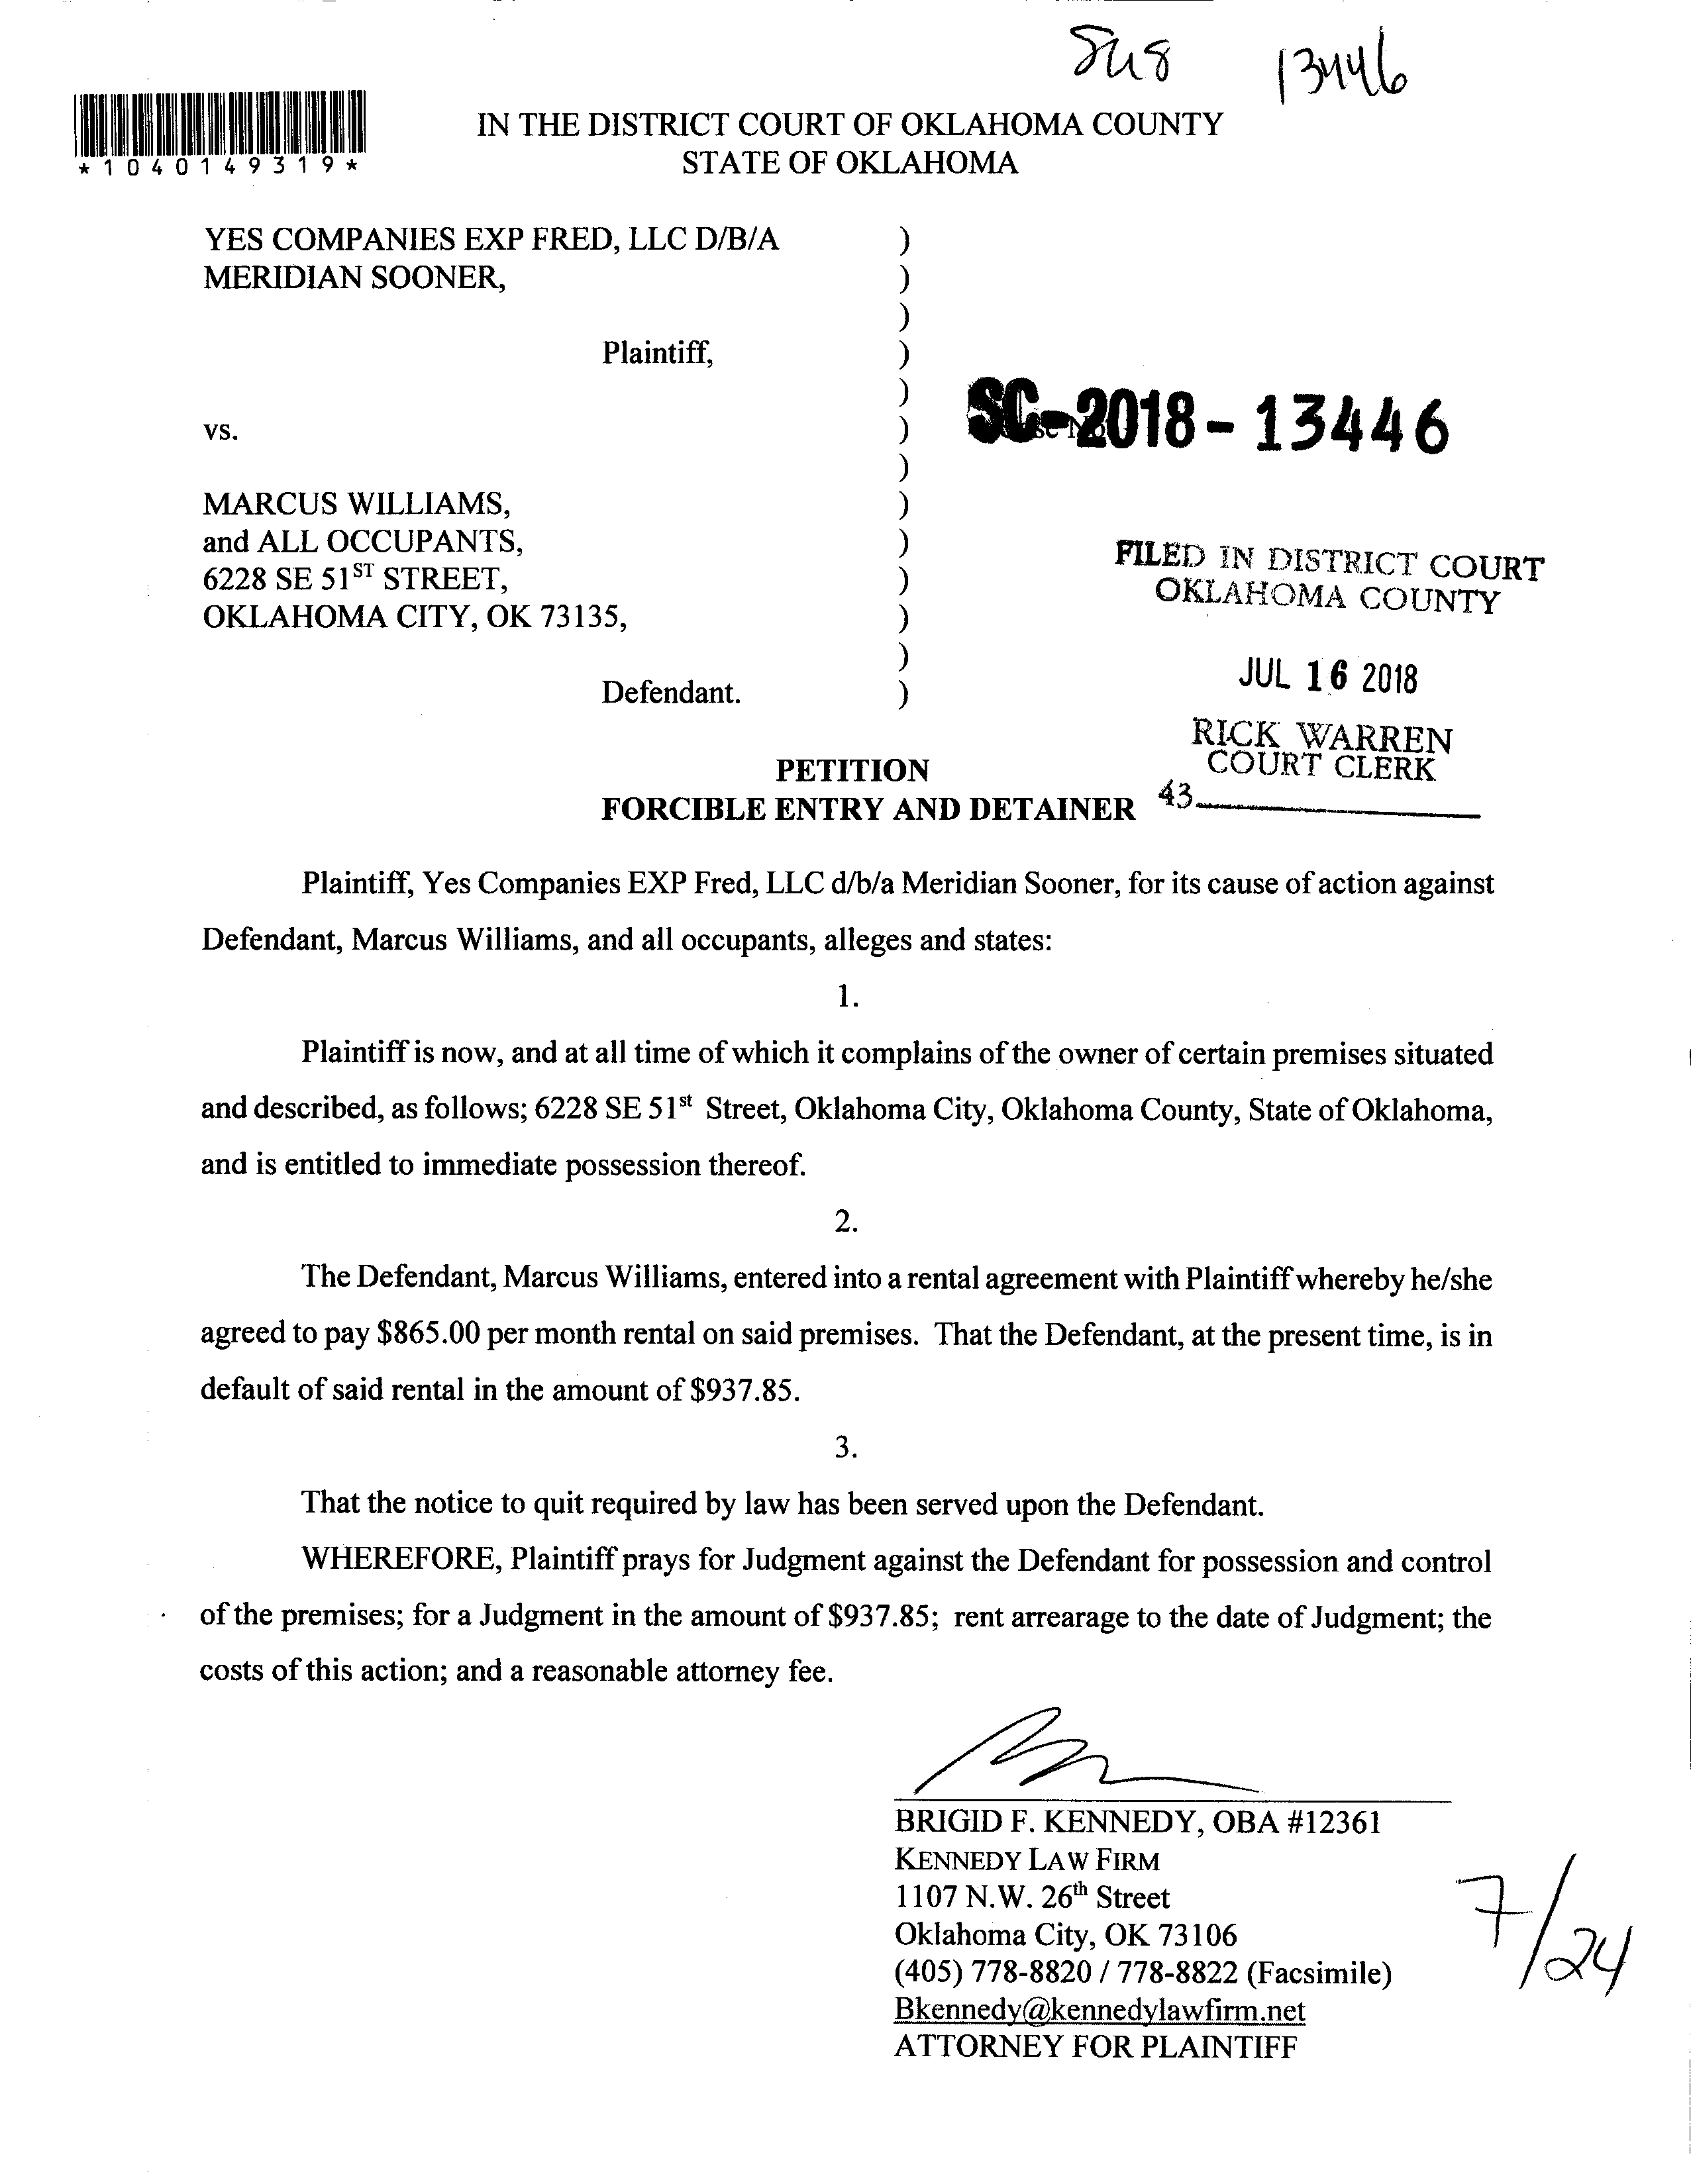 13446
*1040149319*
IN THE DISTRICT COURT OF OKLAHOMA COUNTY
STATE OF OKLAHOMA
YES COMPANIES EXP FRED, LLC D/B/A )
MERIDIAN SOONER, )
)
Plaintiff, )
)
vs. )
)
MARCUS WILLIAMS, )
and ALL OCCUPANTS, )
6228 SE 51ST STREET, )
OKLAHOMA CITY, OK 73135, )
)
Defendant. )
SC-2018-13446
FILED IN DISTRICT COURT
OKLAHOMA COUNTY
JUL 16 2018
RICK WARREN
COURT CLERK
43
PETITION
FORCIBLE ENTRY AND DETAINER
Plaintiff, Yes Companies EXP Fred, LLC d/b/a Meridian Sooner, for its cause of action against
Defendant, Marcus Williams, and all occupants, alleges and states:
1.
Plaintiff is now, and at all time of which it complains of the owner of certain premises situated
and described, as follows; 6228 SE 51st Street, Oklahoma City, Oklahoma County, State of Oklahoma,
and is entitled to immediate possession thereof.
2.
The Defendant, Marcus Williams, entered into a rental agreement with Plaintiff whereby he/she
agreed to pay $865.00 per month rental on said premises. That the Defendant, at the present time, is in
default of said rental in the amount of $937.85.
3.
That the notice to quit required by law has been served upon the Defendant.
WHEREFORE, Plaintiff prays for Judgment against the Defendant for possession and control
of the premises; for a Judgment in the amount of $937.85; rent arrearage to the date of Judgment; the
costs of this action; and a reasonable attorney fee.
BRIGID F. KENNEDY, OBA #12361
KENNEDY LAW FIRM
1107 N.W. 26th Street
Oklahoma City, OK 73106
(405) 778-8820 / 778-8822 (Facsimile)
Bkennedy@kennedylawfirm.net
ATTORNEY FOR PLAINTIFF
7/24